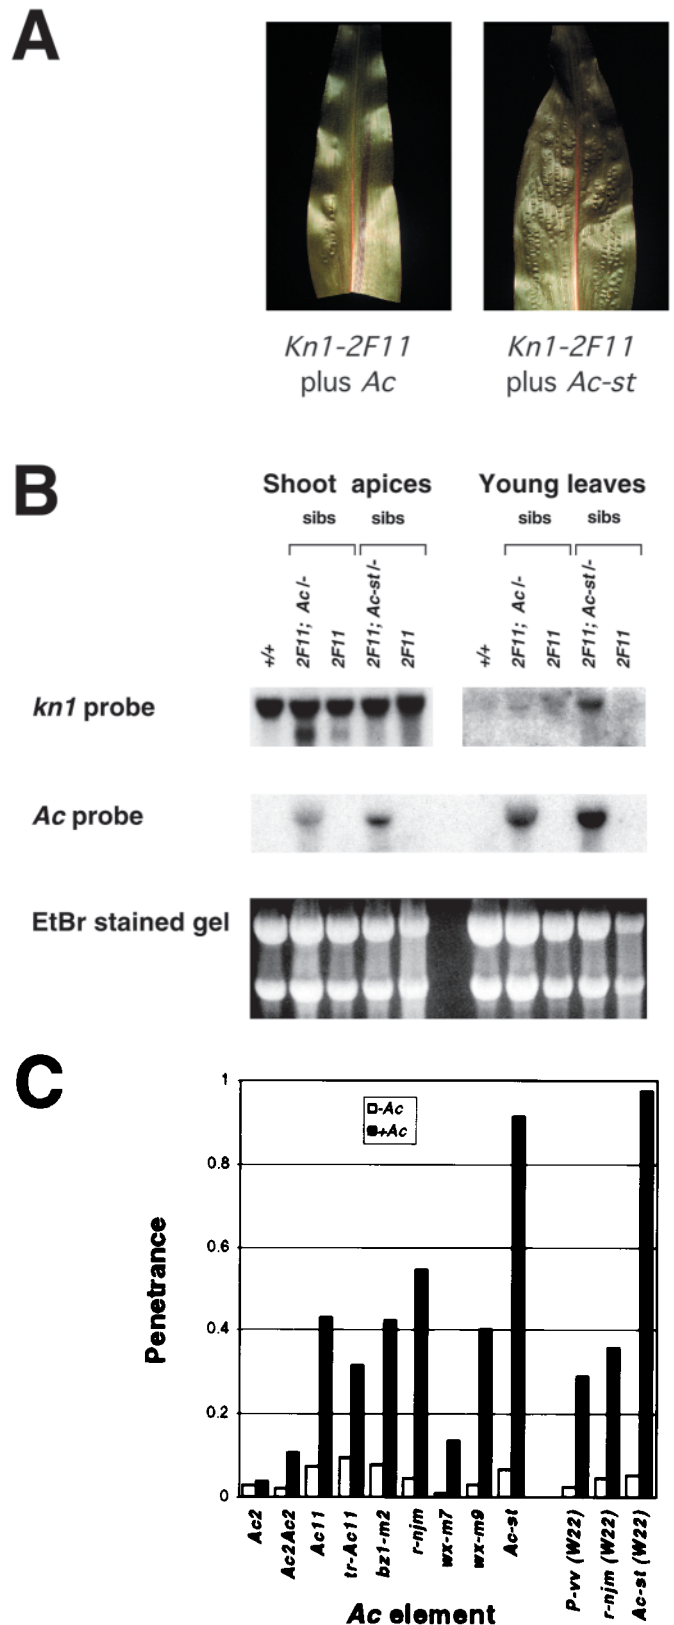 A
Kn1-2F11
plus Ac
Kn1-2F11
plus Ac-st
B
Shoot apices
Young leaves
sibs
sibs
sibs
sibs
+/+
2F11; Ac/-
2F11
2F11; Ac-st/-
2F11
+/+
2F11; Ac/-
2F11
2F11; Ac-st/-
2F11
kn1 probe
Ac probe
EtBr stained gel
C
-Ac
+Ac
Penetrance
1
0.8
0.6
0.4
0.2
0
Ac2
Ac2Ac2
Ac11
tr-Ac11
bz1-m2
r-njm
wx-m7
wx-m9
Ac-st
P-vv (W22)
r-njm (W22)
Ac-st (W22)
Ac element